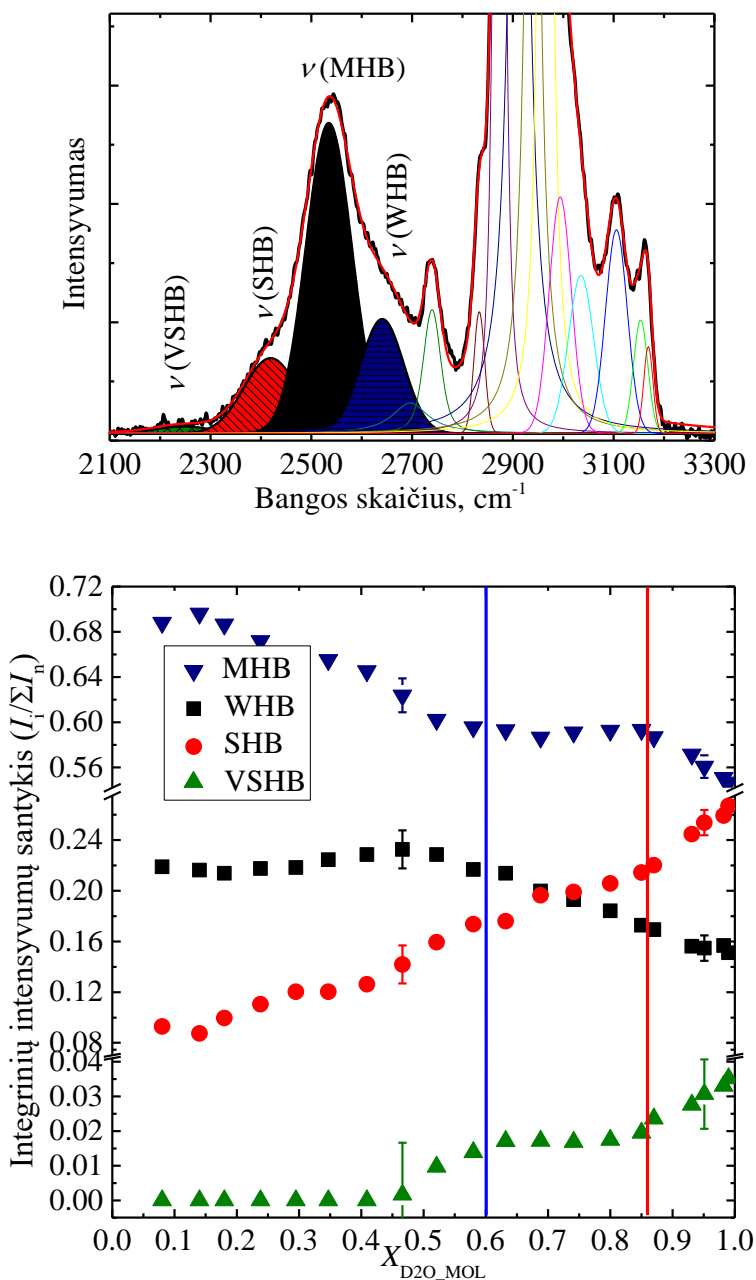 ν(MHB)
ν(WHB)
ν(SHB)
ν(VSHB)
Intensyvumas
2100 2300 2500 2700 2900 3100 3300
Bangos skaičius, cm-1
0.72
0.68
0.64
0.60
0.56
0.24
0.20
0.16
0.12
0.08
0.04
0.03
0.02
0.01
0.00
MHB
WHB
SHB
VSHB
Integrinių intensyvumų santykis (Ii/ΣIn)
0.0 0.1 0.2 0.3 0.4 0.5 0.6 0.7 0.8 0.9 1.0
XD2O_MOL